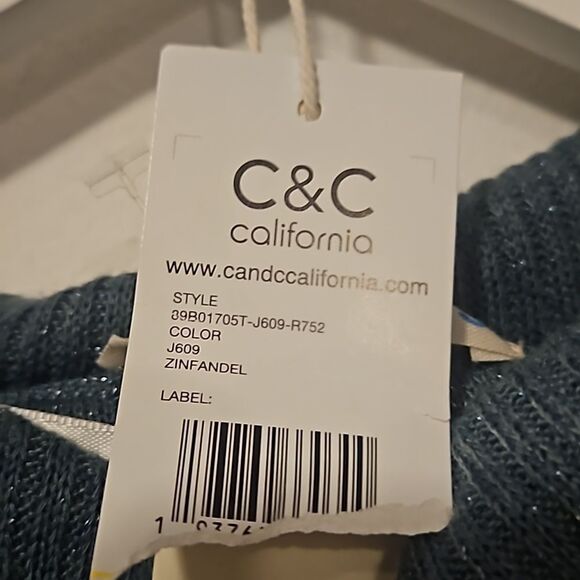 C&C
california
www.candccalifornia.com
STYLE
89B01705T-J609-R752
COLOR
J609
ZINFANDEL
LABEL: